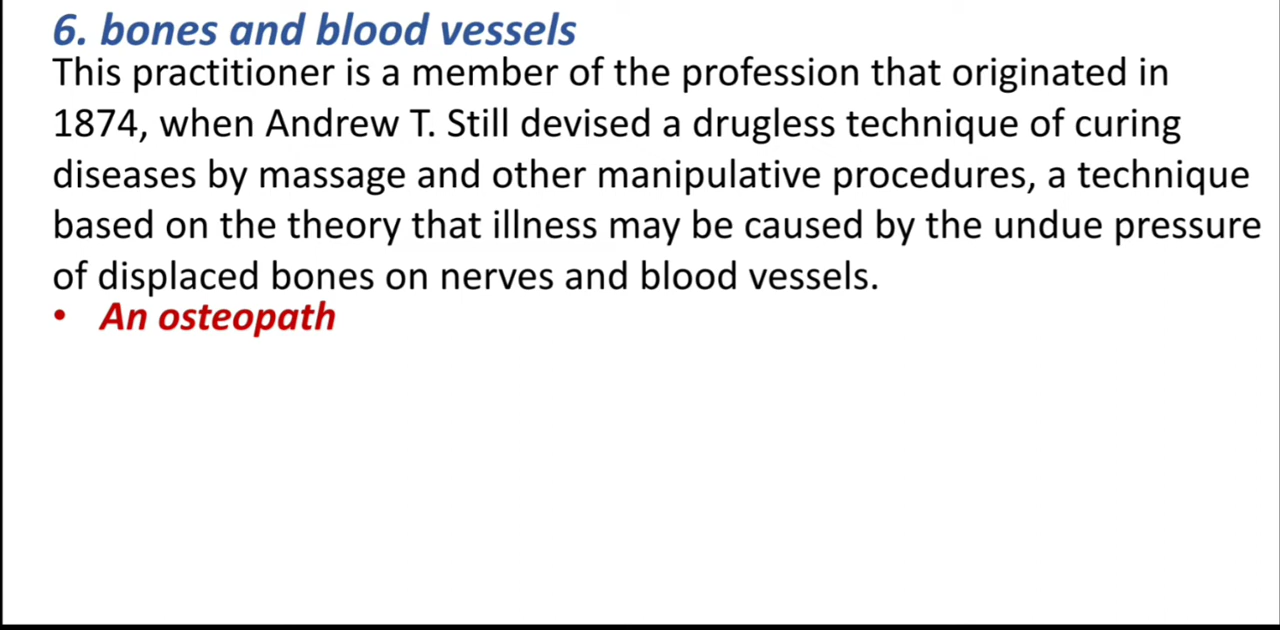 6. bones and blood vessels
This practitioner is a member of the profession that originated in
1874, when Andrew T. Still devised a drugless technique of curing
diseases by massage and other manipulative procedures, a technique
based on the theory that illness may be caused by the undue pressure
of displaced bones on nerves and blood vessels.
• An osteopath